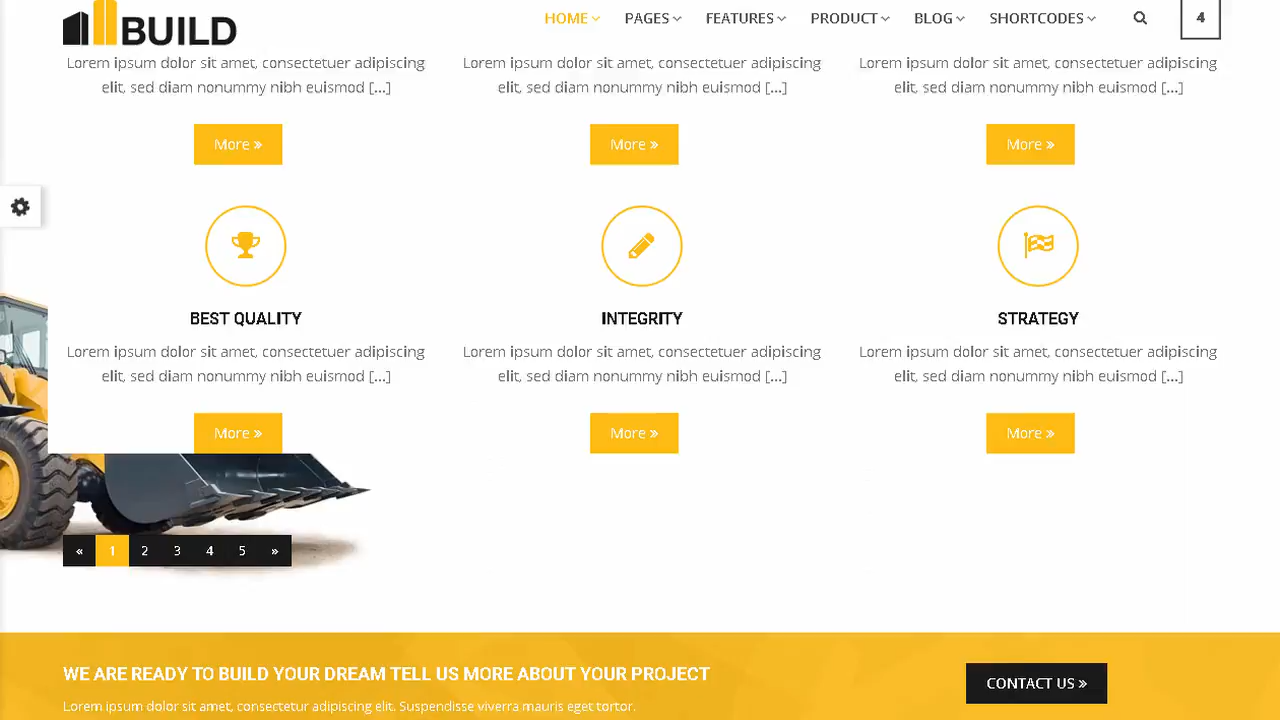 BUILD
HOME PAGES FEATURES PRODUCT BLOG SHORTCODES 4
Lorem ipsum dolor sit amet, consectetuer adipiscing
elit, sed diam nonummy nibh euismod [...]
More »
Lorem ipsum dolor sit amet, consectetuer adipiscing
elit, sed diam nonummy nibh euismod [...]
More »
Lorem ipsum dolor sit amet, consectetuer adipiscing
elit, sed diam nonummy nibh euismod [...]
More »
BEST QUALITY
Lorem ipsum dolor sit amet, consectetuer adipiscing
elit, sed diam nonummy nibh euismod [...]
More »
INTEGRITY
Lorem ipsum dolor sit amet, consectetuer adipiscing
elit, sed diam nonummy nibh euismod [...]
More »
STRATEGY
Lorem ipsum dolor sit amet, consectetuer adipiscing
elit, sed diam nonummy nibh euismod [...]
More »
« 1 2 3 4 5 »
WE ARE READY TO BUILD YOUR DREAM TELL US MORE ABOUT YOUR PROJECT
Lorem ipsum dolor sit amet, consectetur adipiscing elit. Suspendisse viverra mauris eget tortor.
CONTACT US »